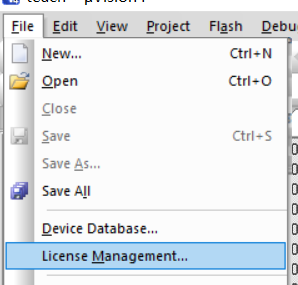 File Edit View Project Flash Debu
New... Ctrl+N
Open Ctrl+O
Close
Save Ctrl+S
Save As...
Save All
Device Database...
License Management...